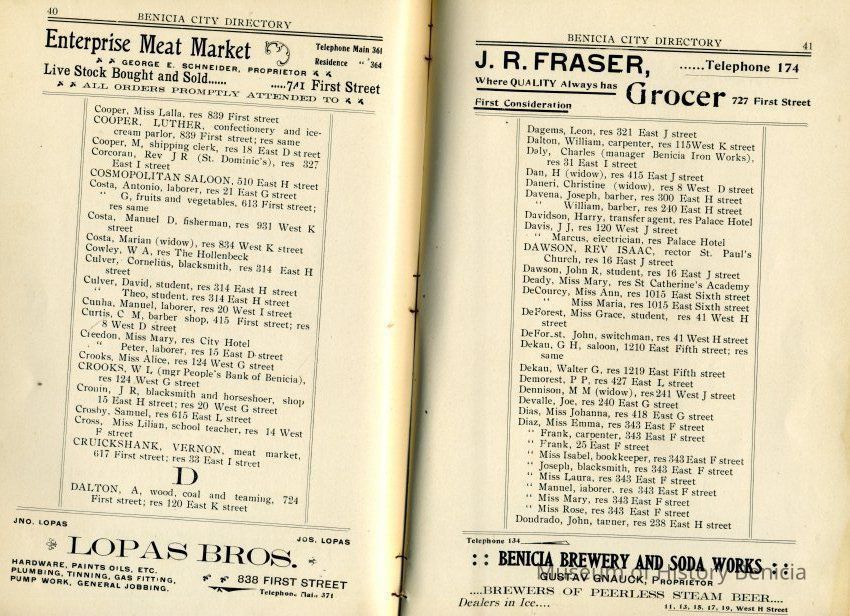 40
BENICIA CITY DIRECTORY
Enterprise Meat Market
Telephone Main 361
Residence " 364
GEORGE E. SCHNEIDER, PROPRIETOR
Live Stock Bought and Sold......
.....741 First Street
ALL ORDERS PROMPTLY ATTENDED TO
Cooper, Miss Lalla, res 839 First street
COOPER, LUTHER, confectionery and ice-
cream parlor, 839 First street; res same
Cooper, M, shipping clerk, res 18 East D street
Corcoran, Rev J R (St. Dominic's), res 327
East I street
COSMOPOLITAN SALOON, 510 East H street
Costa, Antonio, laborer, res 21 East G street
" G, fruits and vegetables, 613 First street;
res same
Costa, Manuel D, fisherman, res 931 West K
street
Costa, Marian (widow), res 834 West K street
Cowley, W A, res The Hollenbeck
Culver, Cornelius, blacksmith, res 314 East H
street
Culver, David, student, res 314 East H street
" Theo, student, res 314 East H street
Cunha, Manuel, laborer, res 20 West I street
Curtis, C M, barber shop, 415 First street; res
8 West D street
Creedon, Miss Mary, res City Hotel
" Peter, laborer, res 15 East D street
Crooks, Miss Alice, res 124 West G street
CROOKS, W L (mgr People's Bank of Benicia),
res 124 West G street
Cronin, J R, blacksmith and horseshoer, shop
15 East H street; res 20 West G street
Crosby, Samuel, res 615 East L street
Cross, Miss Lilian, school teacher, res 14 West
F street
CRUICKSHANK, VERNON, meat market,
617 First street; res 33 East I street
D
DALTON, A, wood, coal and teaming, 724
First street; res 120 East K street
JNO. LOPAS
JOS. LOPAS
LOPAS BROS.
HARDWARE, PAINTS OILS, ETC.
PLUMBING, TINNING, GAS FITTING,
PUMP WORK, GENERAL JOBBING.
838 FIRST STREET
Telephone Main 371
BENICIA CITY DIRECTORY
41
J. R. FRASER,
......Telephone 174
Where QUALITY Always has
First Consideration
Grocer
727 First Street
Dagems, Leon, res 321 East J street
Dalton, William, carpenter, res 115 West K street
Daly, Charles (manager Benicia Iron Works),
res 31 East I street
Dan, H (widow), res 415 East J street
Daneri, Christine (widow), res 8 West D street
Davena, Joseph, barber, res 300 East H street
" William, barber, res 240 East H street
Davidson, Harry, transfer agent, res Palace Hotel
Davis, J J, res 120 West J street
" Marcus, electrician, res Palace Hotel
DAWSON, REV ISAAC, rector St. Paul's
Church, res 16 East J street
Dawson, John R, student, res 16 East J street
Deady, Miss Mary, res St Catherine's Academy
DeCourcy, Miss Ann, res 1015 East Sixth street
" Miss Maria, res 1015 East Sixth street
DeForest, Miss Grace, student, res 41 West H
street
DeForest, John, switchman, res 41 West H street
Dekau, G H, saloon, 1210 East Fifth street; res
same
Dekau, Walter G, res 1219 East Fifth street
Demorest, P P, res 427 East L street
Dennison, M M (widow), res 241 West J street
Devalle, Joe, res 240 East G street
Dias, Miss Johanna, res 418 East G street
Diaz, Miss Emma, res 343 East F street
" Frank, carpenter, 343 East F street
" Frank, 25 East F street
" Miss Isabel, bookkeeper, res 343 East F street
" Joseph, blacksmith, res 343 East F street
" Miss Laura, res 343 East F street
" Manuel, laborer, res 343 East F street
" Miss Mary, res 343 East F street
" Miss Rose, res 343 East F street
Dondrado, John, tanner, res 238 East H street
Telephone 134
:: BENICIA BREWERY AND SODA WORKS ::
GUSTAV GNAUCK, PROPRIETOR
....BREWERS OF PEERLESS STEAM BEER....
Dealers in Ice....
11, 13, 15, 17, 19, West H Street
Museum of History Benicia